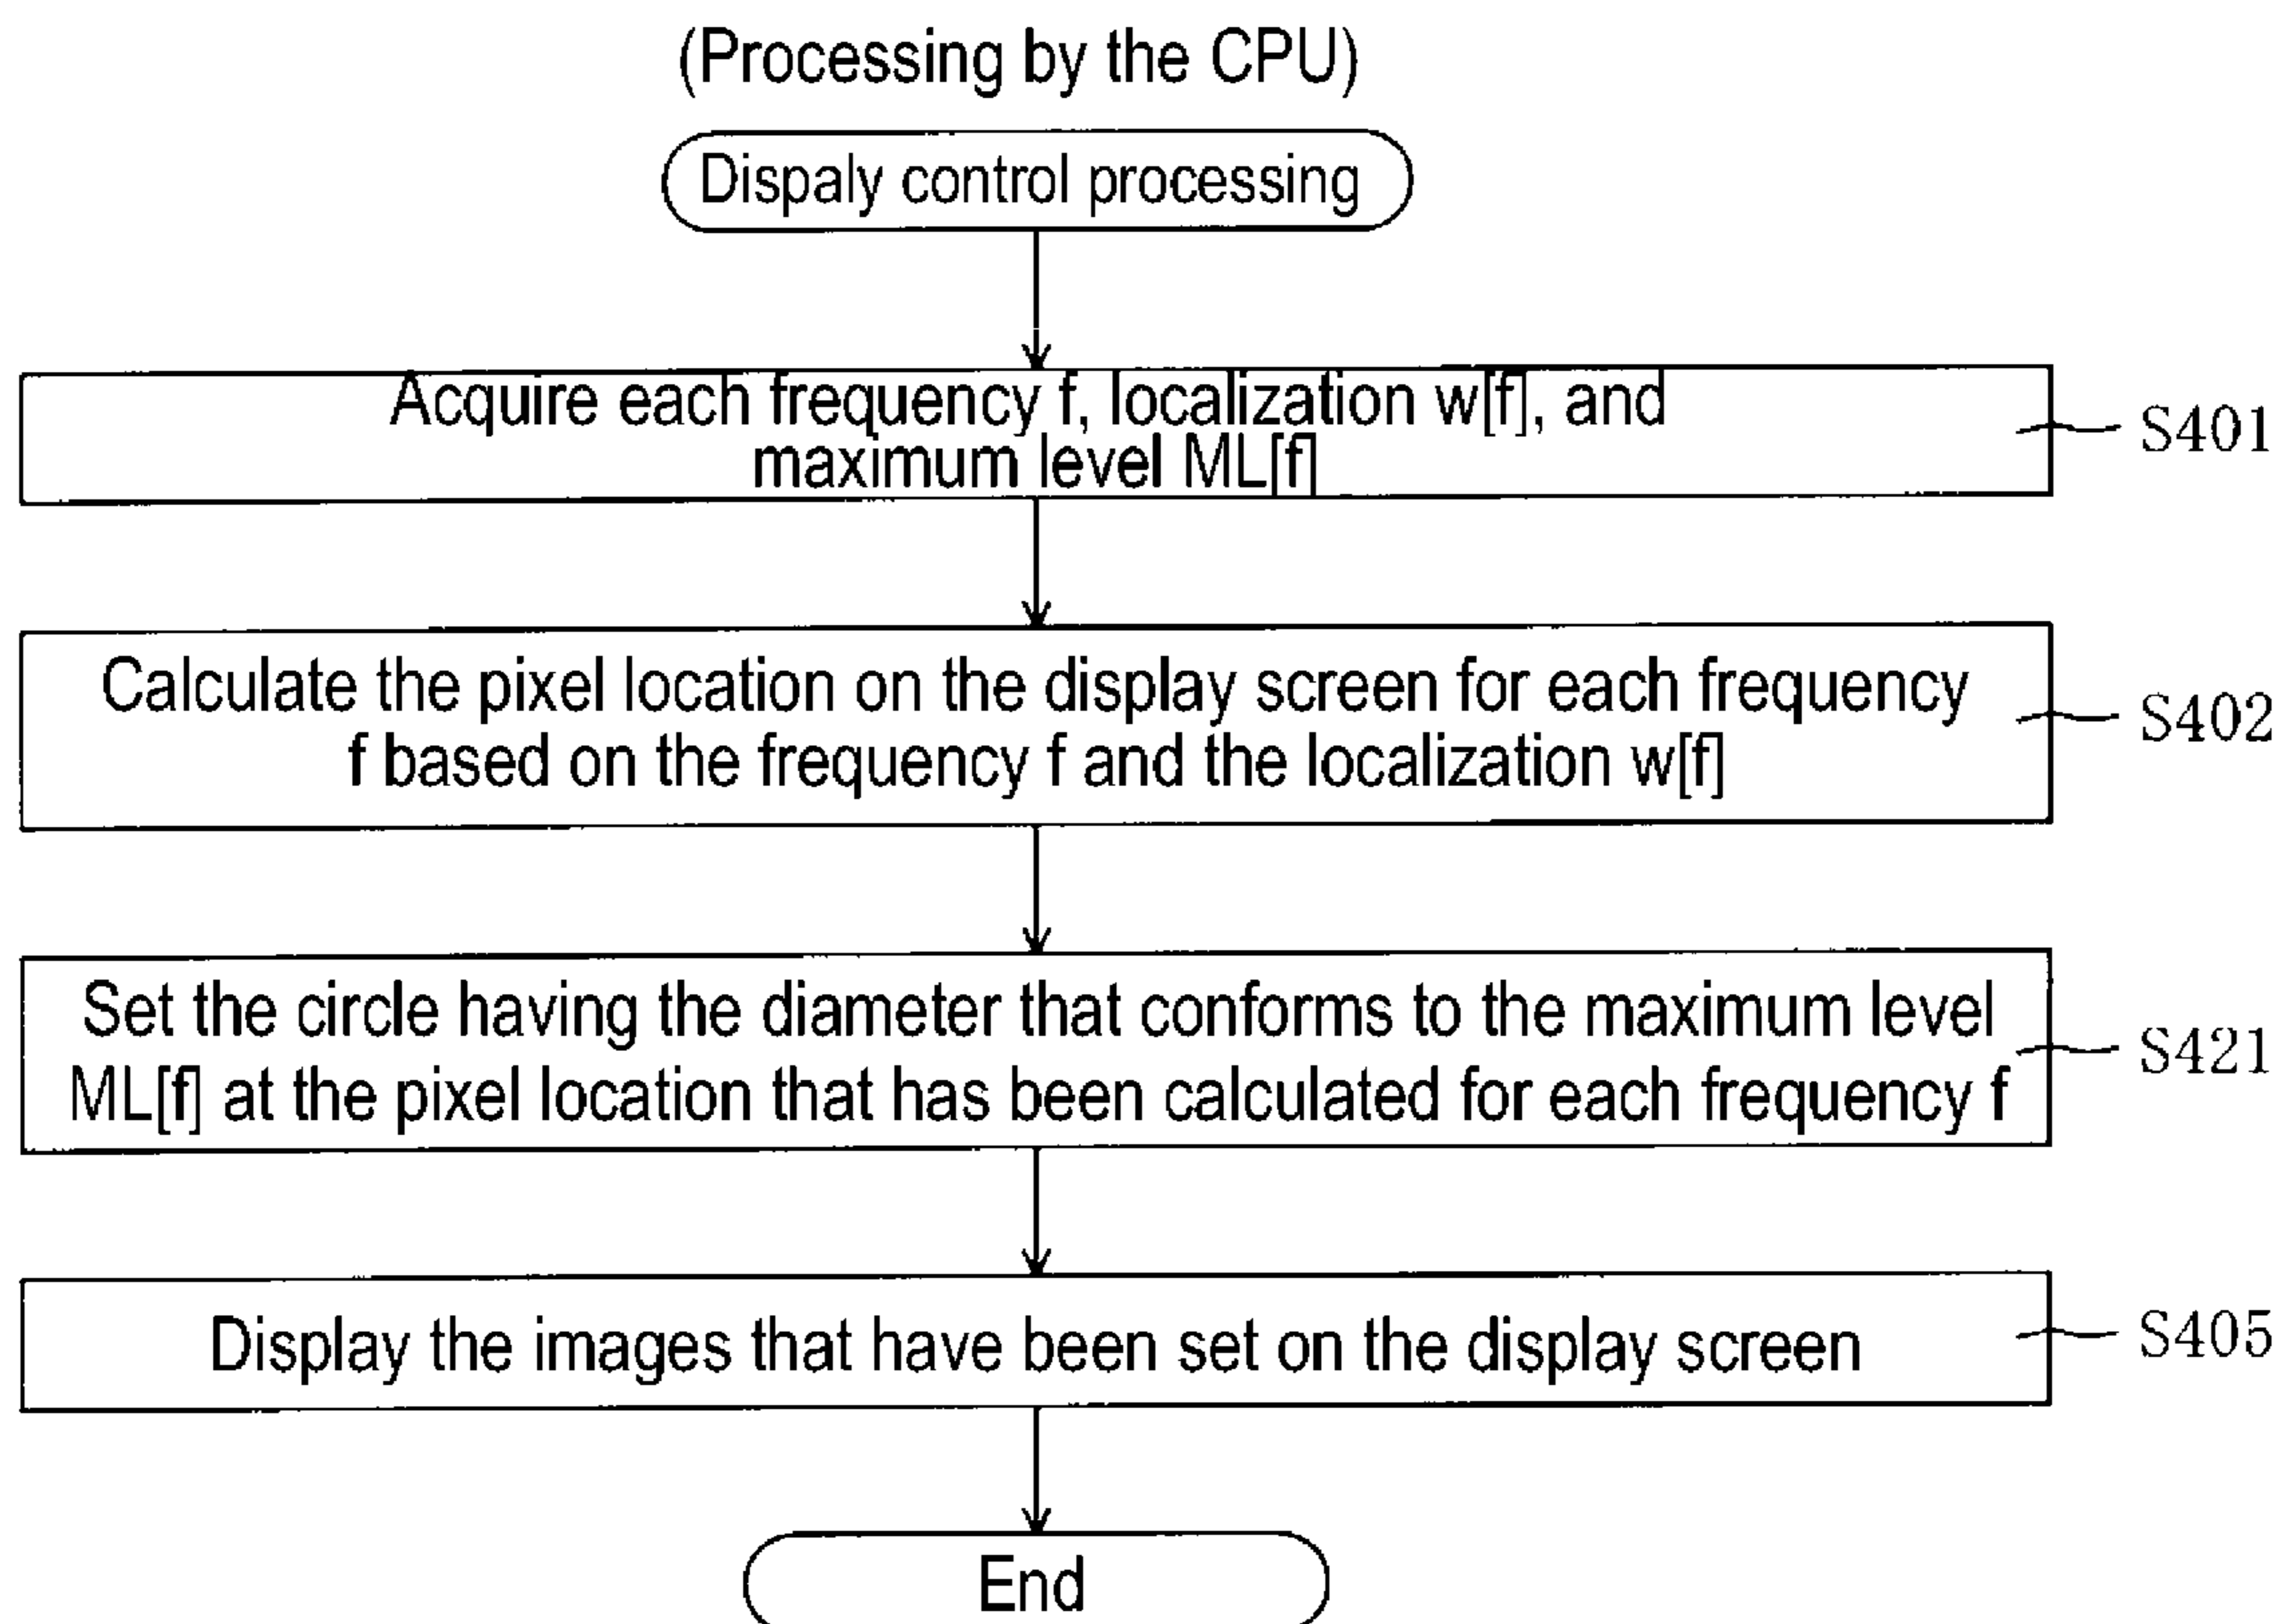 (Processing by the CPU)
Dispaly control processing
Acquire each frequency f, localization w[f], and
maximum level ML[f]
S401
Calculate the pixel location on the display screen for each frequency
f based on the frequency f and the localization w[f]
S402
Set the circle having the diameter that conforms to the maximum level
ML[f] at the pixel location that has been calculated for each frequency f
S421
Display the images that have been set on the display screen
S405
End